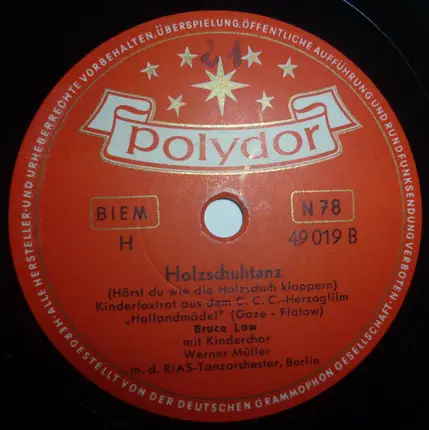 ALLE HERSTELLER- UND URHEBERRECHTE VORBEHALTEN. ÜBERSPIELUNG, ÖFFENTLICHE AUFFÜHRUNG UND RUNDFUNKSENDUNG VERBOTEN.
polydor
BIEM
N 78
H
49 019 B
Holzschuhtanz
(Hörst du wie die Holzschuh klappern)
Kinderfoxtrot aus dem C. C. C.-Herzogfilm
„Hollandmädel" (Gaze - Flatow)
Bruce Low
mit Kinderchor
Werner Müller
m. d. RIAS-Tanzorchester, Berlin
HERGESTELLT VON DER DEUTSCHEN GRAMMOPHON GESELLSCHAFT.